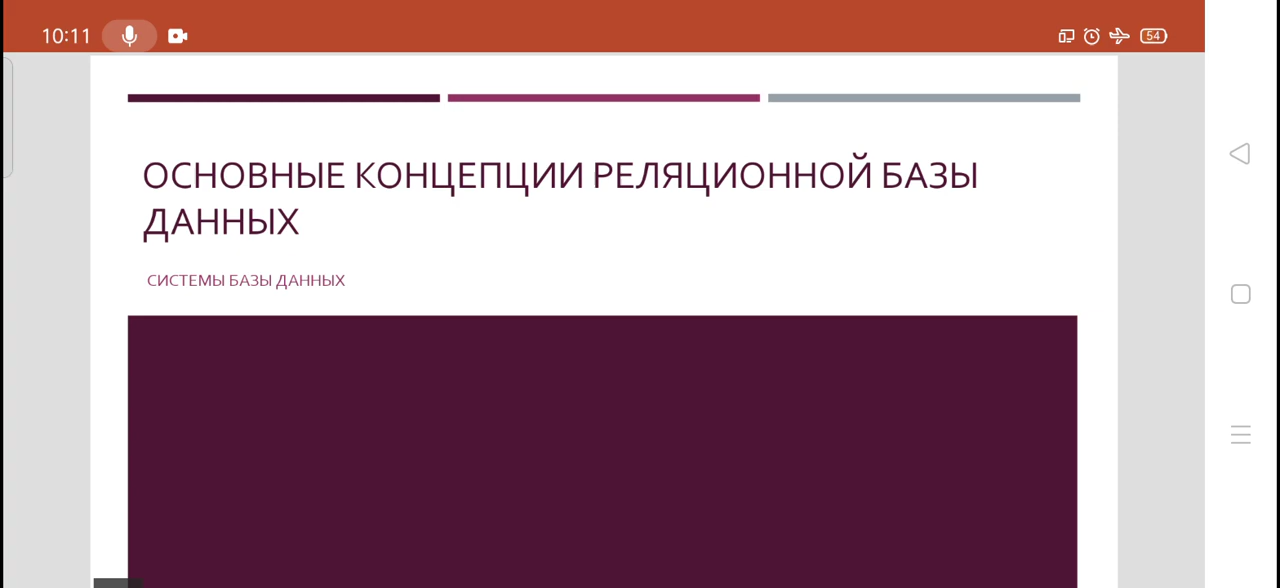 10:11
54
ОСНОВНЫЕ КОНЦЕПЦИИ РЕЛЯЦИОННОЙ БАЗЫ
ДАННЫХ
СИСТЕМЫ БАЗЫ ДАННЫХ